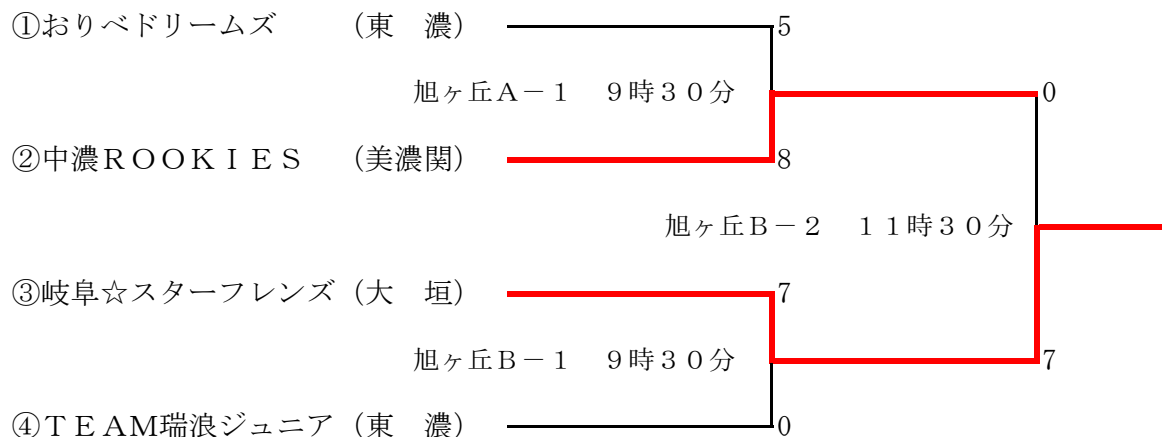 ①おりべドリームズ　（東　濃） 5
旭ヶ丘A－１　９時３０分 0
②中濃ＲＯＯＫＩＥＳ　（美濃関） 8
旭ヶ丘Ｂ－２　１１時３０分
③岐阜☆スターフレンズ（大　垣） 7
旭ヶ丘Ｂ－１　９時３０分 7
④ＴＥＡＭ瑞浪ジュニア（東　濃） 0